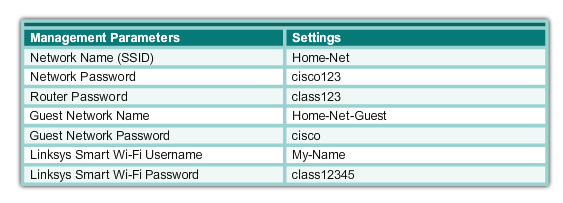 Management Parameters Settings
Network Name (SSID) Home-Net
Network Password cisco123
Router Password class123
Guest Network Name Home-Net-Guest
Guest Network Password cisco
Linksys Smart Wi-Fi Username My-Name
Linksys Smart Wi-Fi Password class12345